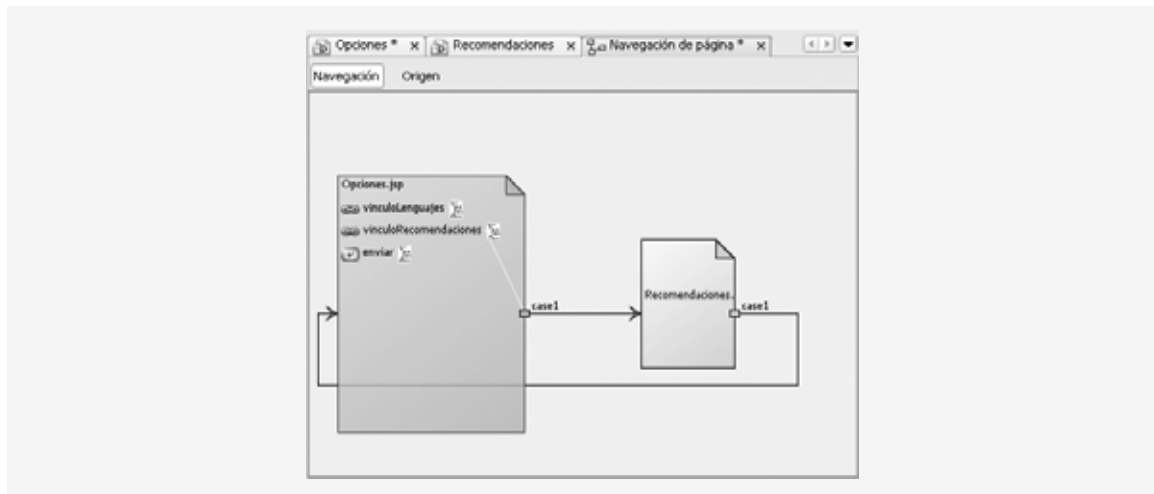 Opciones * x Recomendaciones x Navegación de página * x
Navegación Origen
Opciones.jsp
vinculoLenguajes
vinculoRecomendaciones
enviar
case1
Recomendaciones.
case1